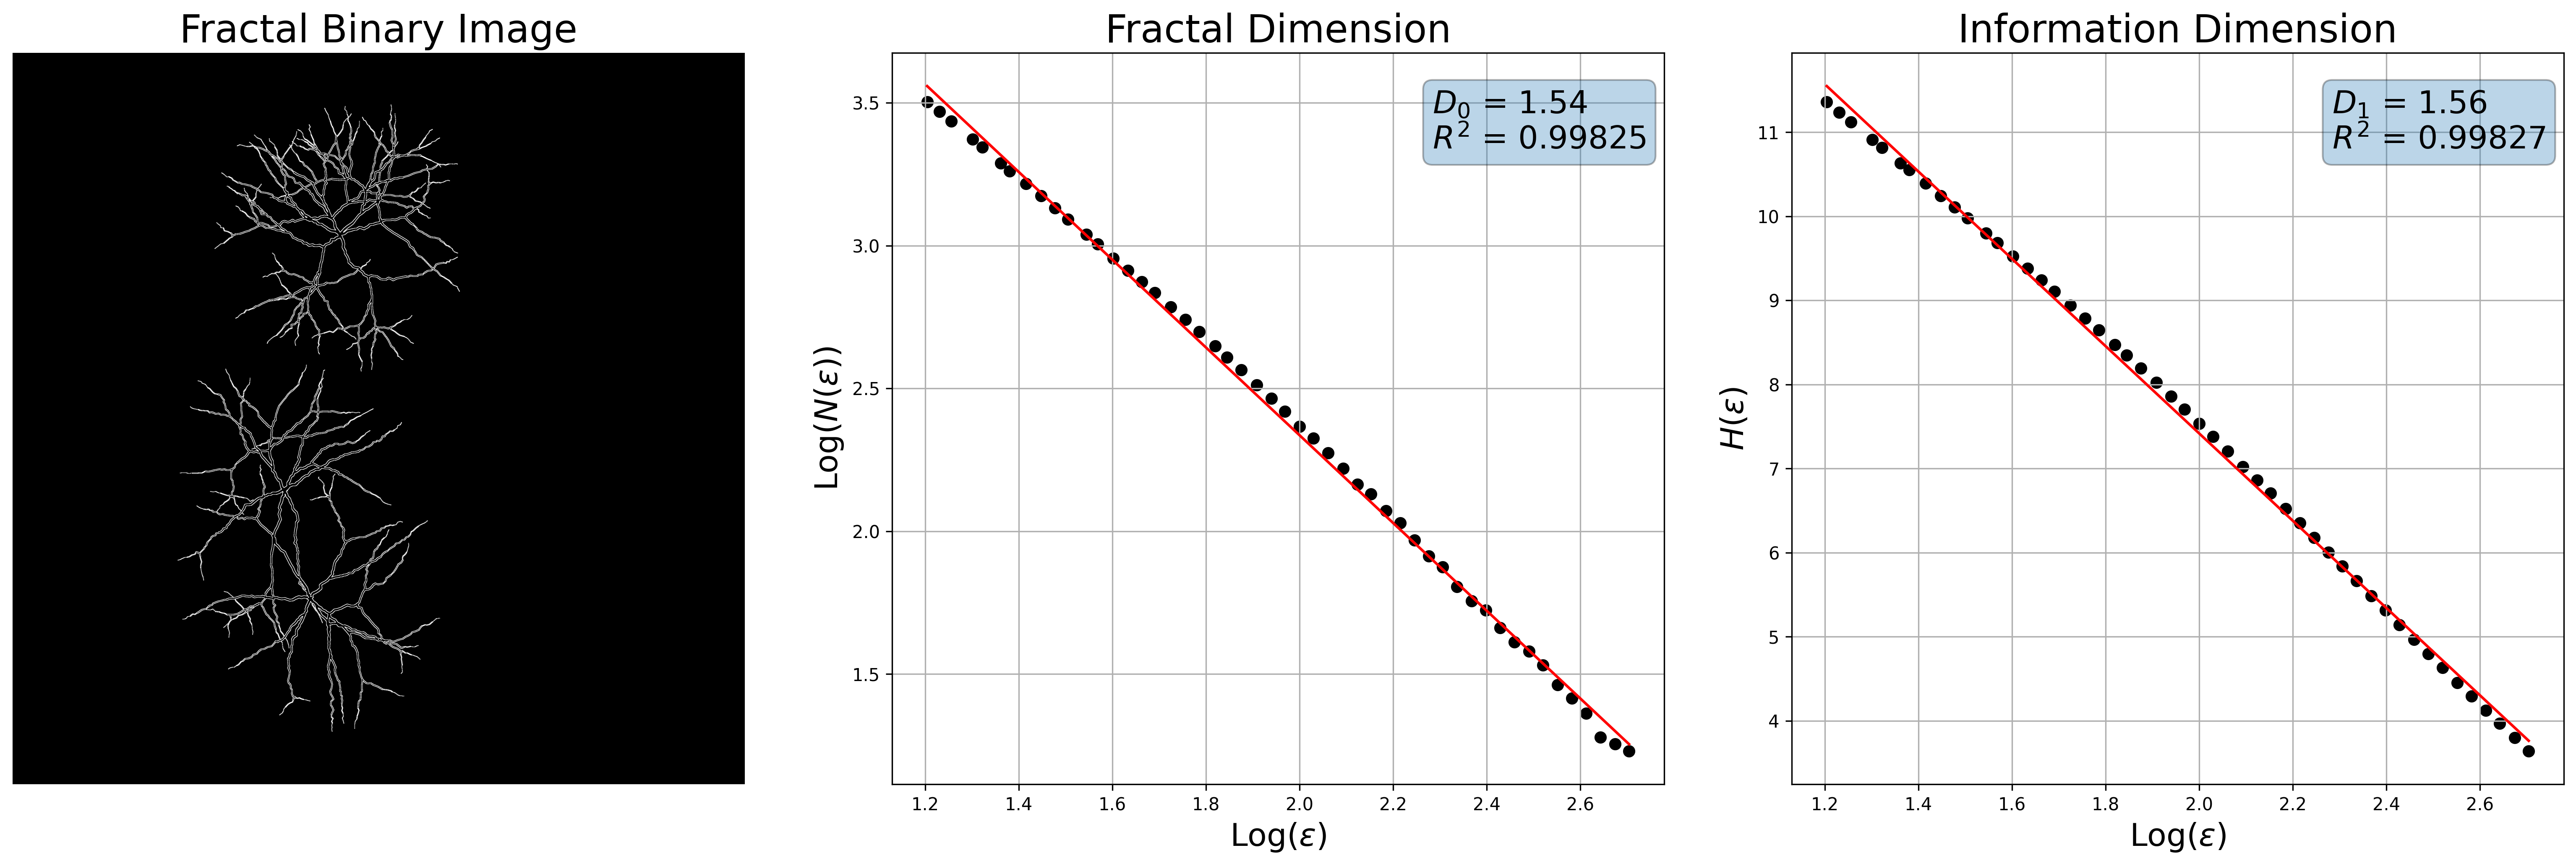 Fractal Binary Image
Fractal Dimension
D₀ = 1.54
R² = 0.99825
3.5
3.0
2.5
2.0
1.5
Log(N(ε))
1.2 1.4 1.6 1.8 2.0 2.2 2.4 2.6
Log(ε)
Information Dimension
D₁ = 1.56
R² = 0.99827
11
10
9
8
7
6
5
4
H(ε)
1.2 1.4 1.6 1.8 2.0 2.2 2.4 2.6
Log(ε)